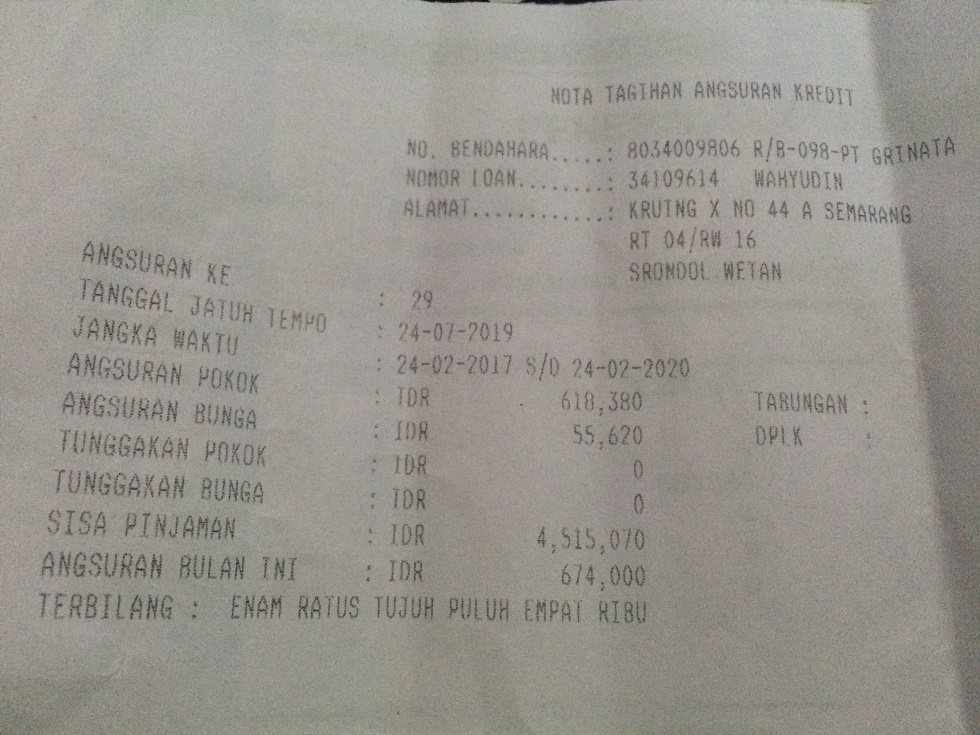 NOTA TAGIHAN ANGSURAN KREDIT
NO. BENDAHARA.....: 8034009806 R/B-098-PT GRINATA
NOMOR LOAN........: 34109614 WAHYUDIN
ALAMAT............: KRUING X NO 44 A SEMARANG
RT 04/RW 16
SRONDOL WETAN
ANGSURAN KE : 29
TANGGAL JATUH TEMPO : 24-07-2019
JANGKA WAKTU : 24-02-2017 S/D 24-02-2020
ANGSURAN POKOK : IDR 618,380 TABUNGAN :
ANGSURAN BUNGA : IDR 55,620 DPLK :
TUNGGAKAN POKOK : IDR 0
TUNGGAKAN BUNGA : IDR 0
SISA PINJAMAN : IDR 4,515,070
ANGSURAN BULAN INI : IDR 674,000
TERBILANG : ENAM RATUS TUJUH PULUH EMPAT RIBU